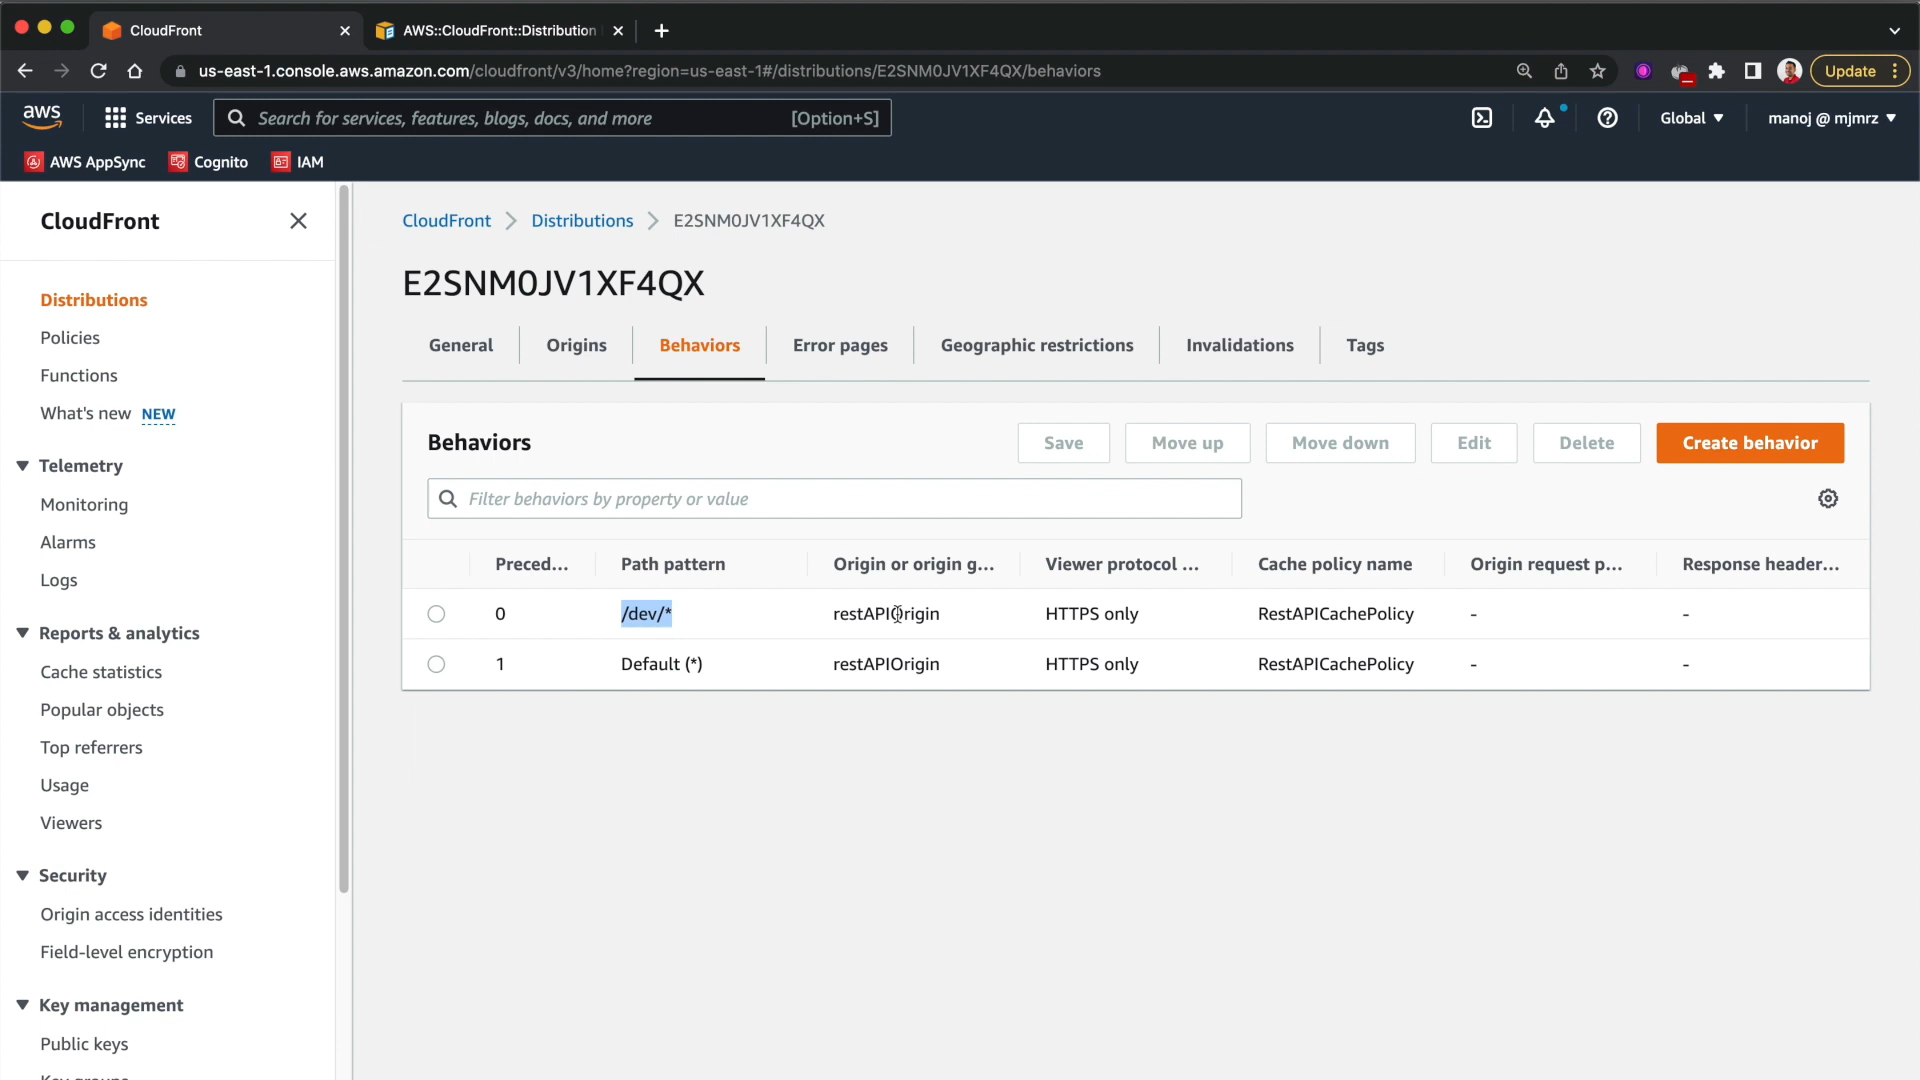 CloudFront
AWS::CloudFront::Distribution
us-east-1.console.aws.amazon.com/cloudfront/v3/home?region=us-east-1#/distributions/E2SNM0JV1XF4QX/behaviors
Update
aws
Services
Search for services, features, blogs, docs, and more
[Option+S]
Global
manoj @ mjmrz
AWS AppSync
Cognito
IAM
CloudFront
Distributions
Policies
Functions
What's new NEW
Telemetry
Monitoring
Alarms
Logs
Reports & analytics
Cache statistics
Popular objects
Top referrers
Usage
Viewers
Security
Origin access identities
Field-level encryption
Key management
Public keys
Key groups
CloudFront > Distributions > E2SNM0JV1XF4QX
E2SNM0JV1XF4QX
General Origins Behaviors Error pages Geographic restrictions Invalidations Tags
Behaviors
Save Move up Move down Edit Delete Create behavior
Filter behaviors by property or value
Preced... Path pattern Origin or origin g... Viewer protocol ... Cache policy name Origin request p... Response header...
0 /dev/* restAPIOrigin HTTPS only RestAPICachePolicy - -
1 Default (*) restAPIOrigin HTTPS only RestAPICachePolicy - -